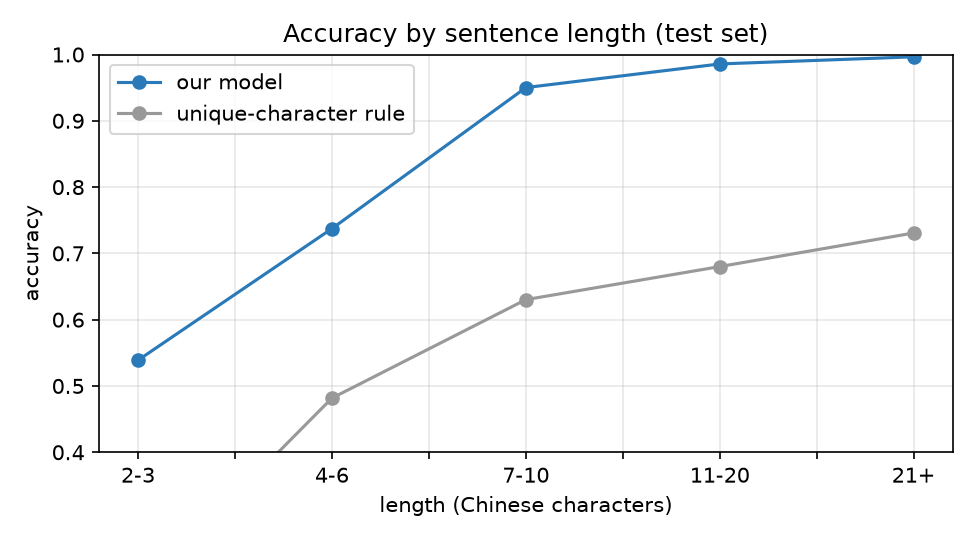 Accuracy by sentence length (test set)
our model
unique-character rule
accuracy
1.0
0.9
0.8
0.7
0.6
0.5
0.4
2-3 4-6 7-10 11-20 21+
length (Chinese characters)